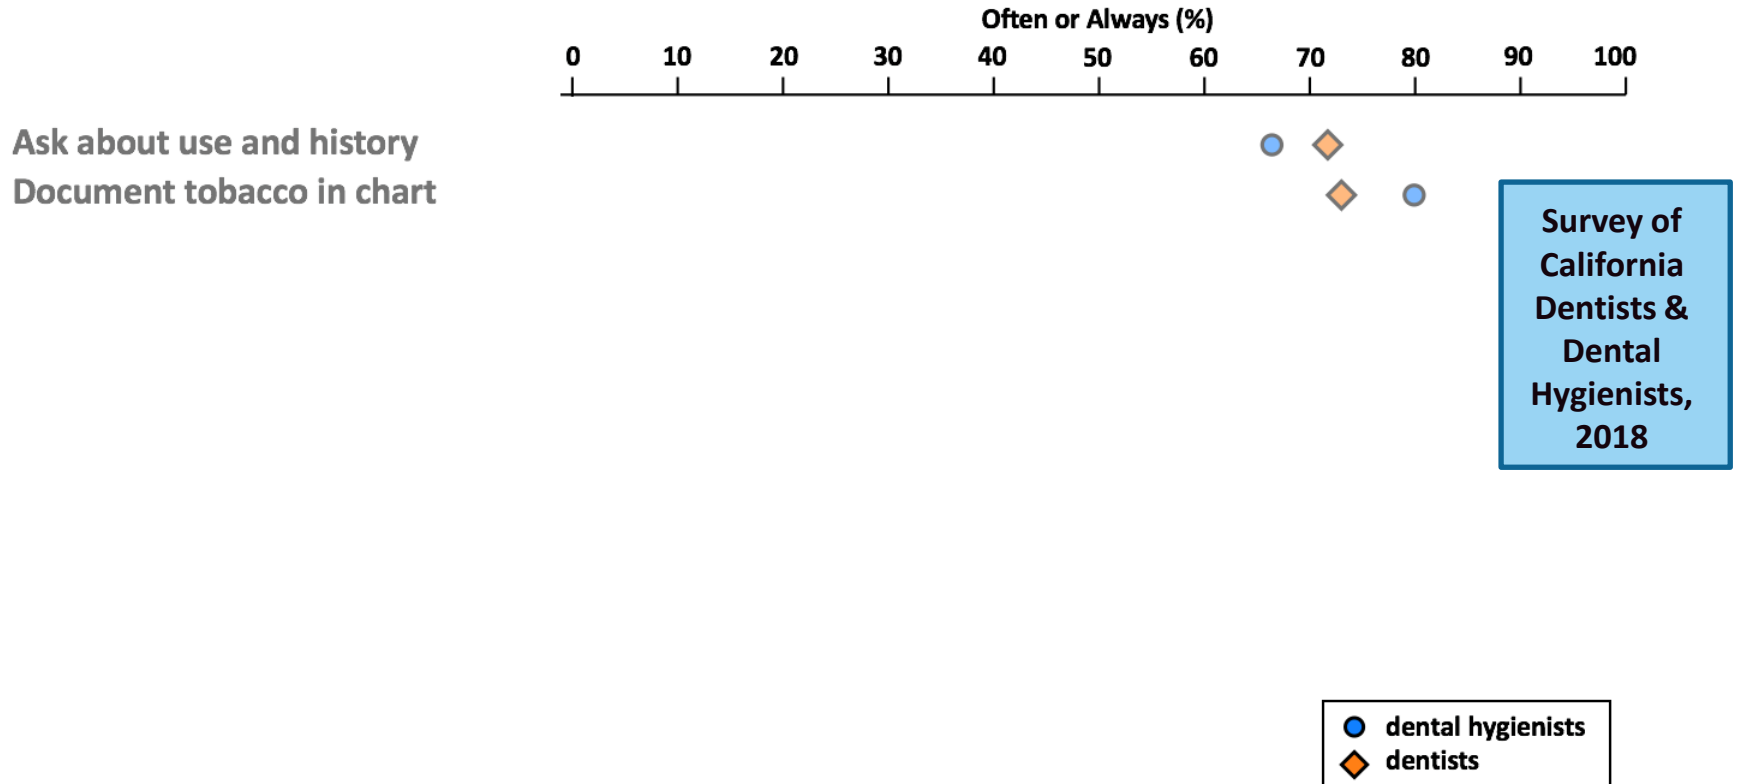 Often or Always (%)
0 10 20 30 40 50 60 70 80 90 100
Ask about use and history
Document tobacco in chart
Survey of
California
Dentists &
Dental
Hygienists,
2018
dental hygienists
dentists